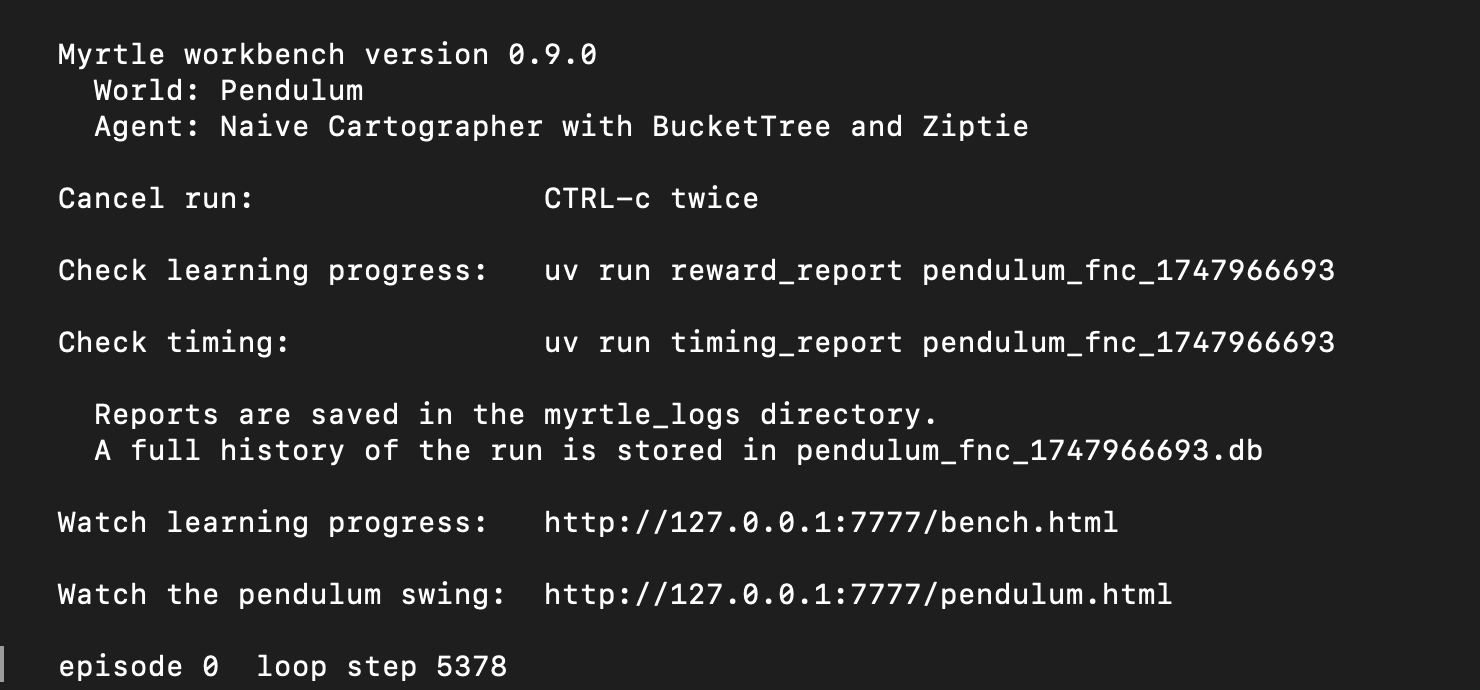 Myrtle workbench version 0.9.0
World: Pendulum
Agent: Naive Cartographer with BucketTree and Ziptie
Cancel run: CTRL-c twice
Check learning progress: uv run reward_report pendulum_fnc_1747966693
Check timing: uv run timing_report pendulum_fnc_1747966693
Reports are saved in the myrtle_logs directory.
A full history of the run is stored in pendulum_fnc_1747966693.db
Watch learning progress: http://127.0.0.1:7777/bench.html
Watch the pendulum swing: http://127.0.0.1:7777/pendulum.html
episode 0 loop step 5378